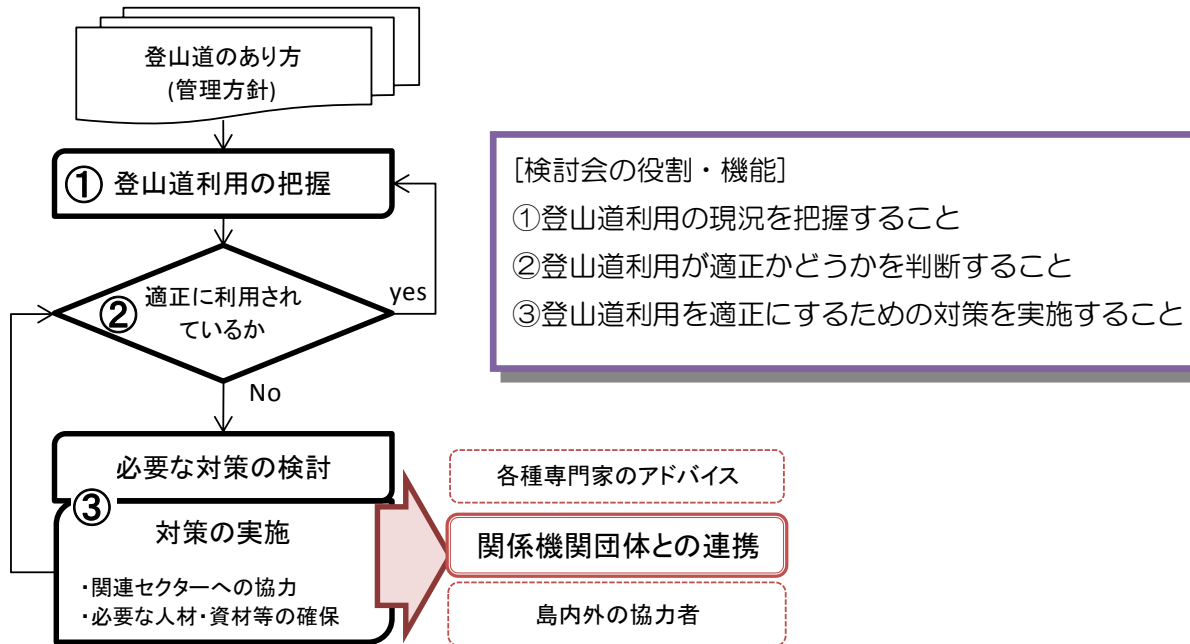 登山道のあり方
(管理方針)
① 登山道利用の把握
② 適正に利用され
ているか
yes
No
必要な対策の検討
③
対策の実施
・関連セクターへの協力
・必要な人材・資材等の確保
[検討会の役割・機能]
①登山道利用の現況を把握すること
②登山道利用が適正かどうかを判断すること
③登山道利用を適正にするための対策を実施すること
各種専門家のアドバイス
関係機関団体との連携
島内外の協力者